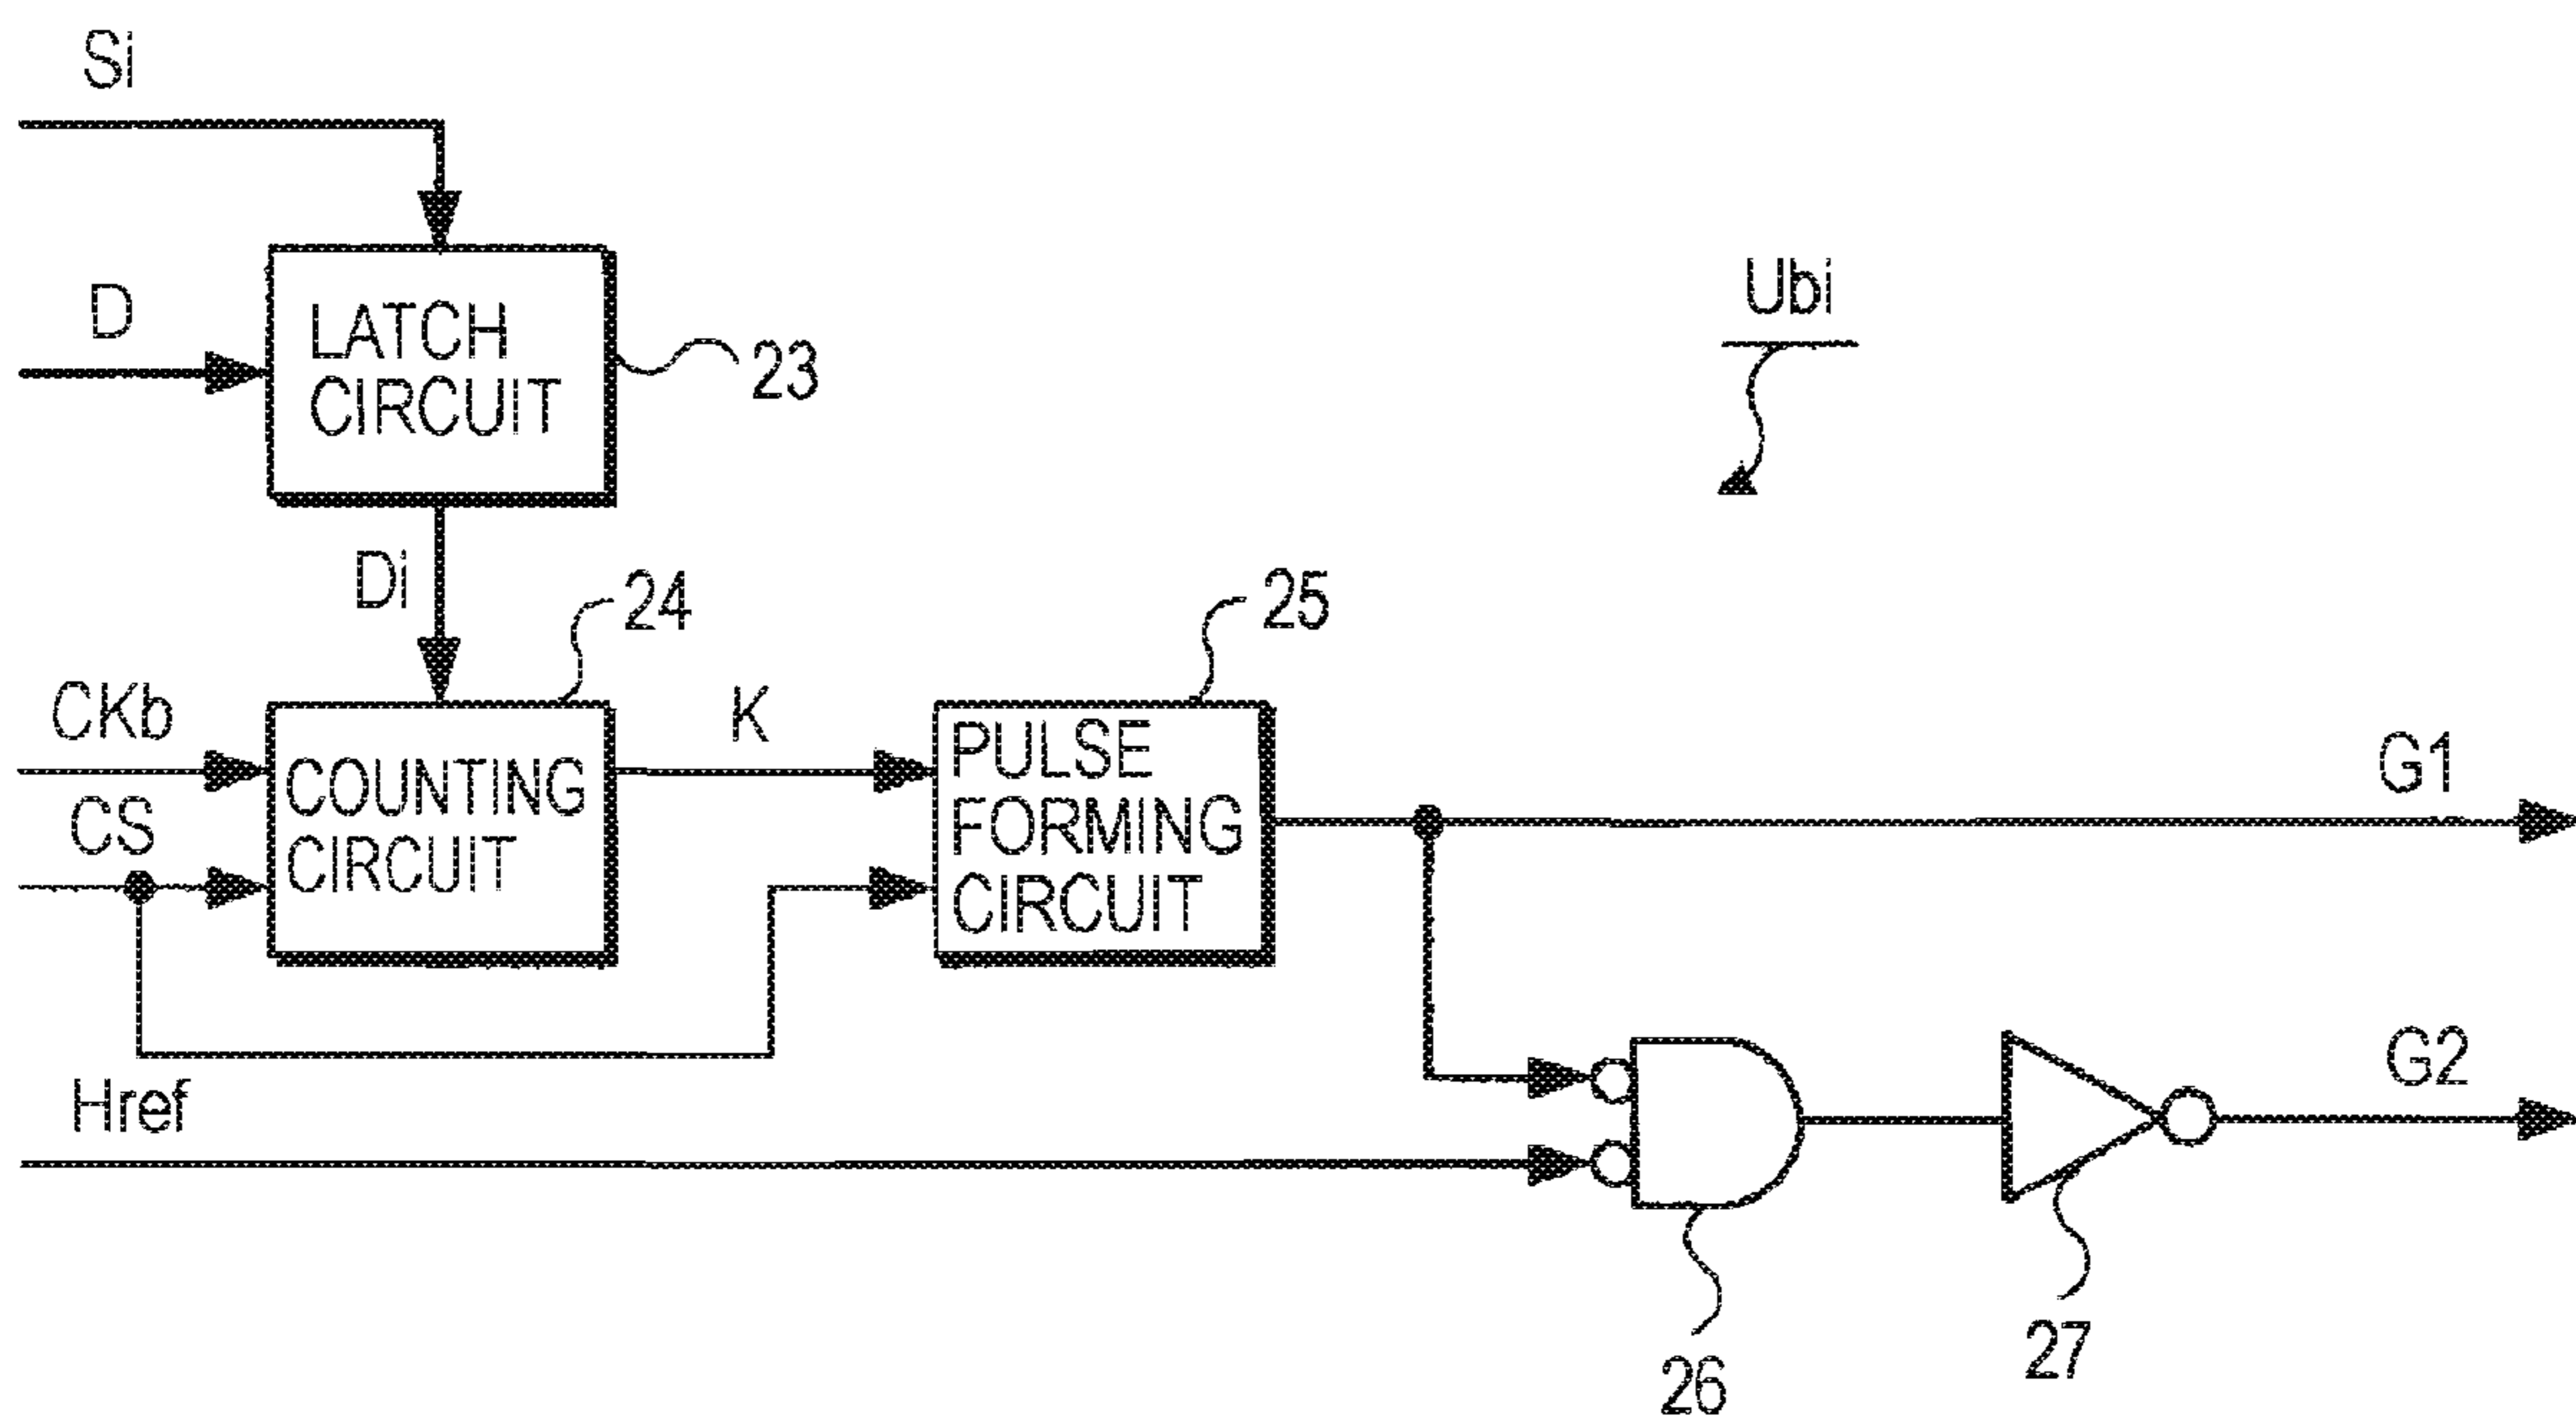 Si
D
LATCH
CIRCUIT
23
Ubi
Di
24
25
CKb
CS
COUNTING
CIRCUIT
K
PULSE
FORMING
CIRCUIT
G1
Href
G2
26
27